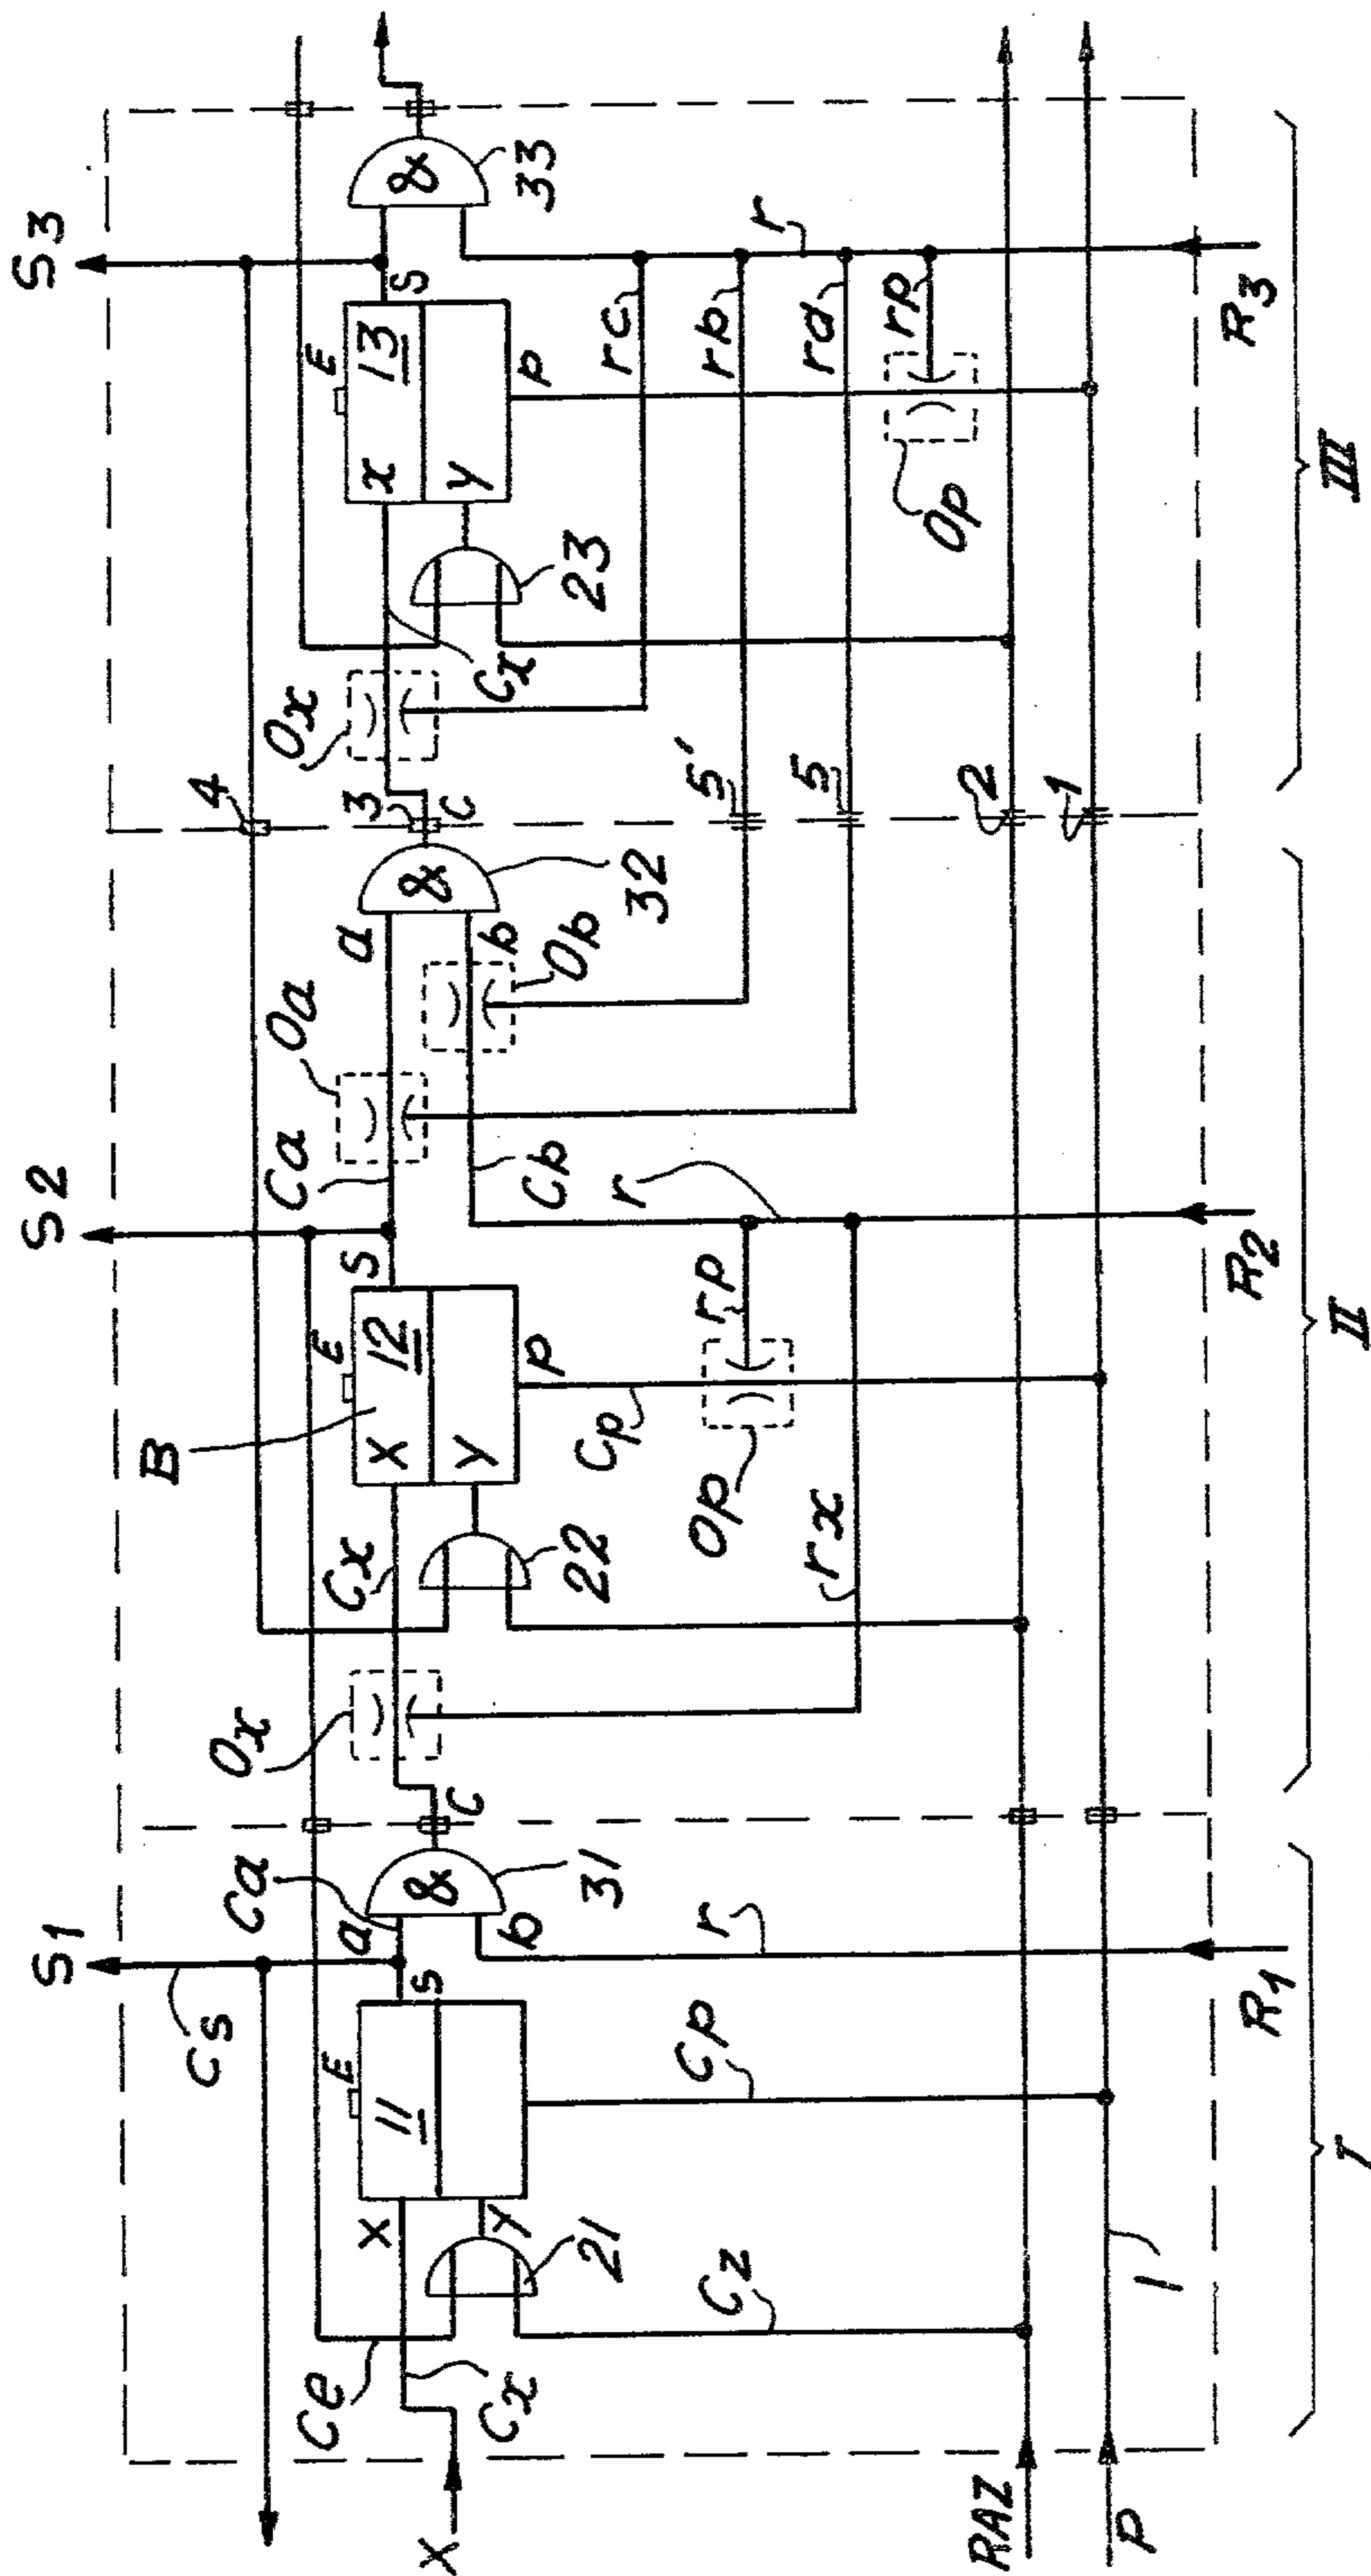 S1
S2
S3
Cs
B
4
Ca
Ox
Ca
Oa
Ox
3
Ce
X
E
11
s
a
&
C
Cx
E
X
12
S
a
&
C
E
x
13
S
&
X
Cx
Y
21
b
31
Y
22
P
Cb
b
Ob
32
Cx
y
23
P
33
Cz
Cp
r
Cp
rp
Op
rx
r
5'
5
rc
rb
rd
rp
r
Op
RAZ
2
P
1
1
R1
R2
R3
I
II
III